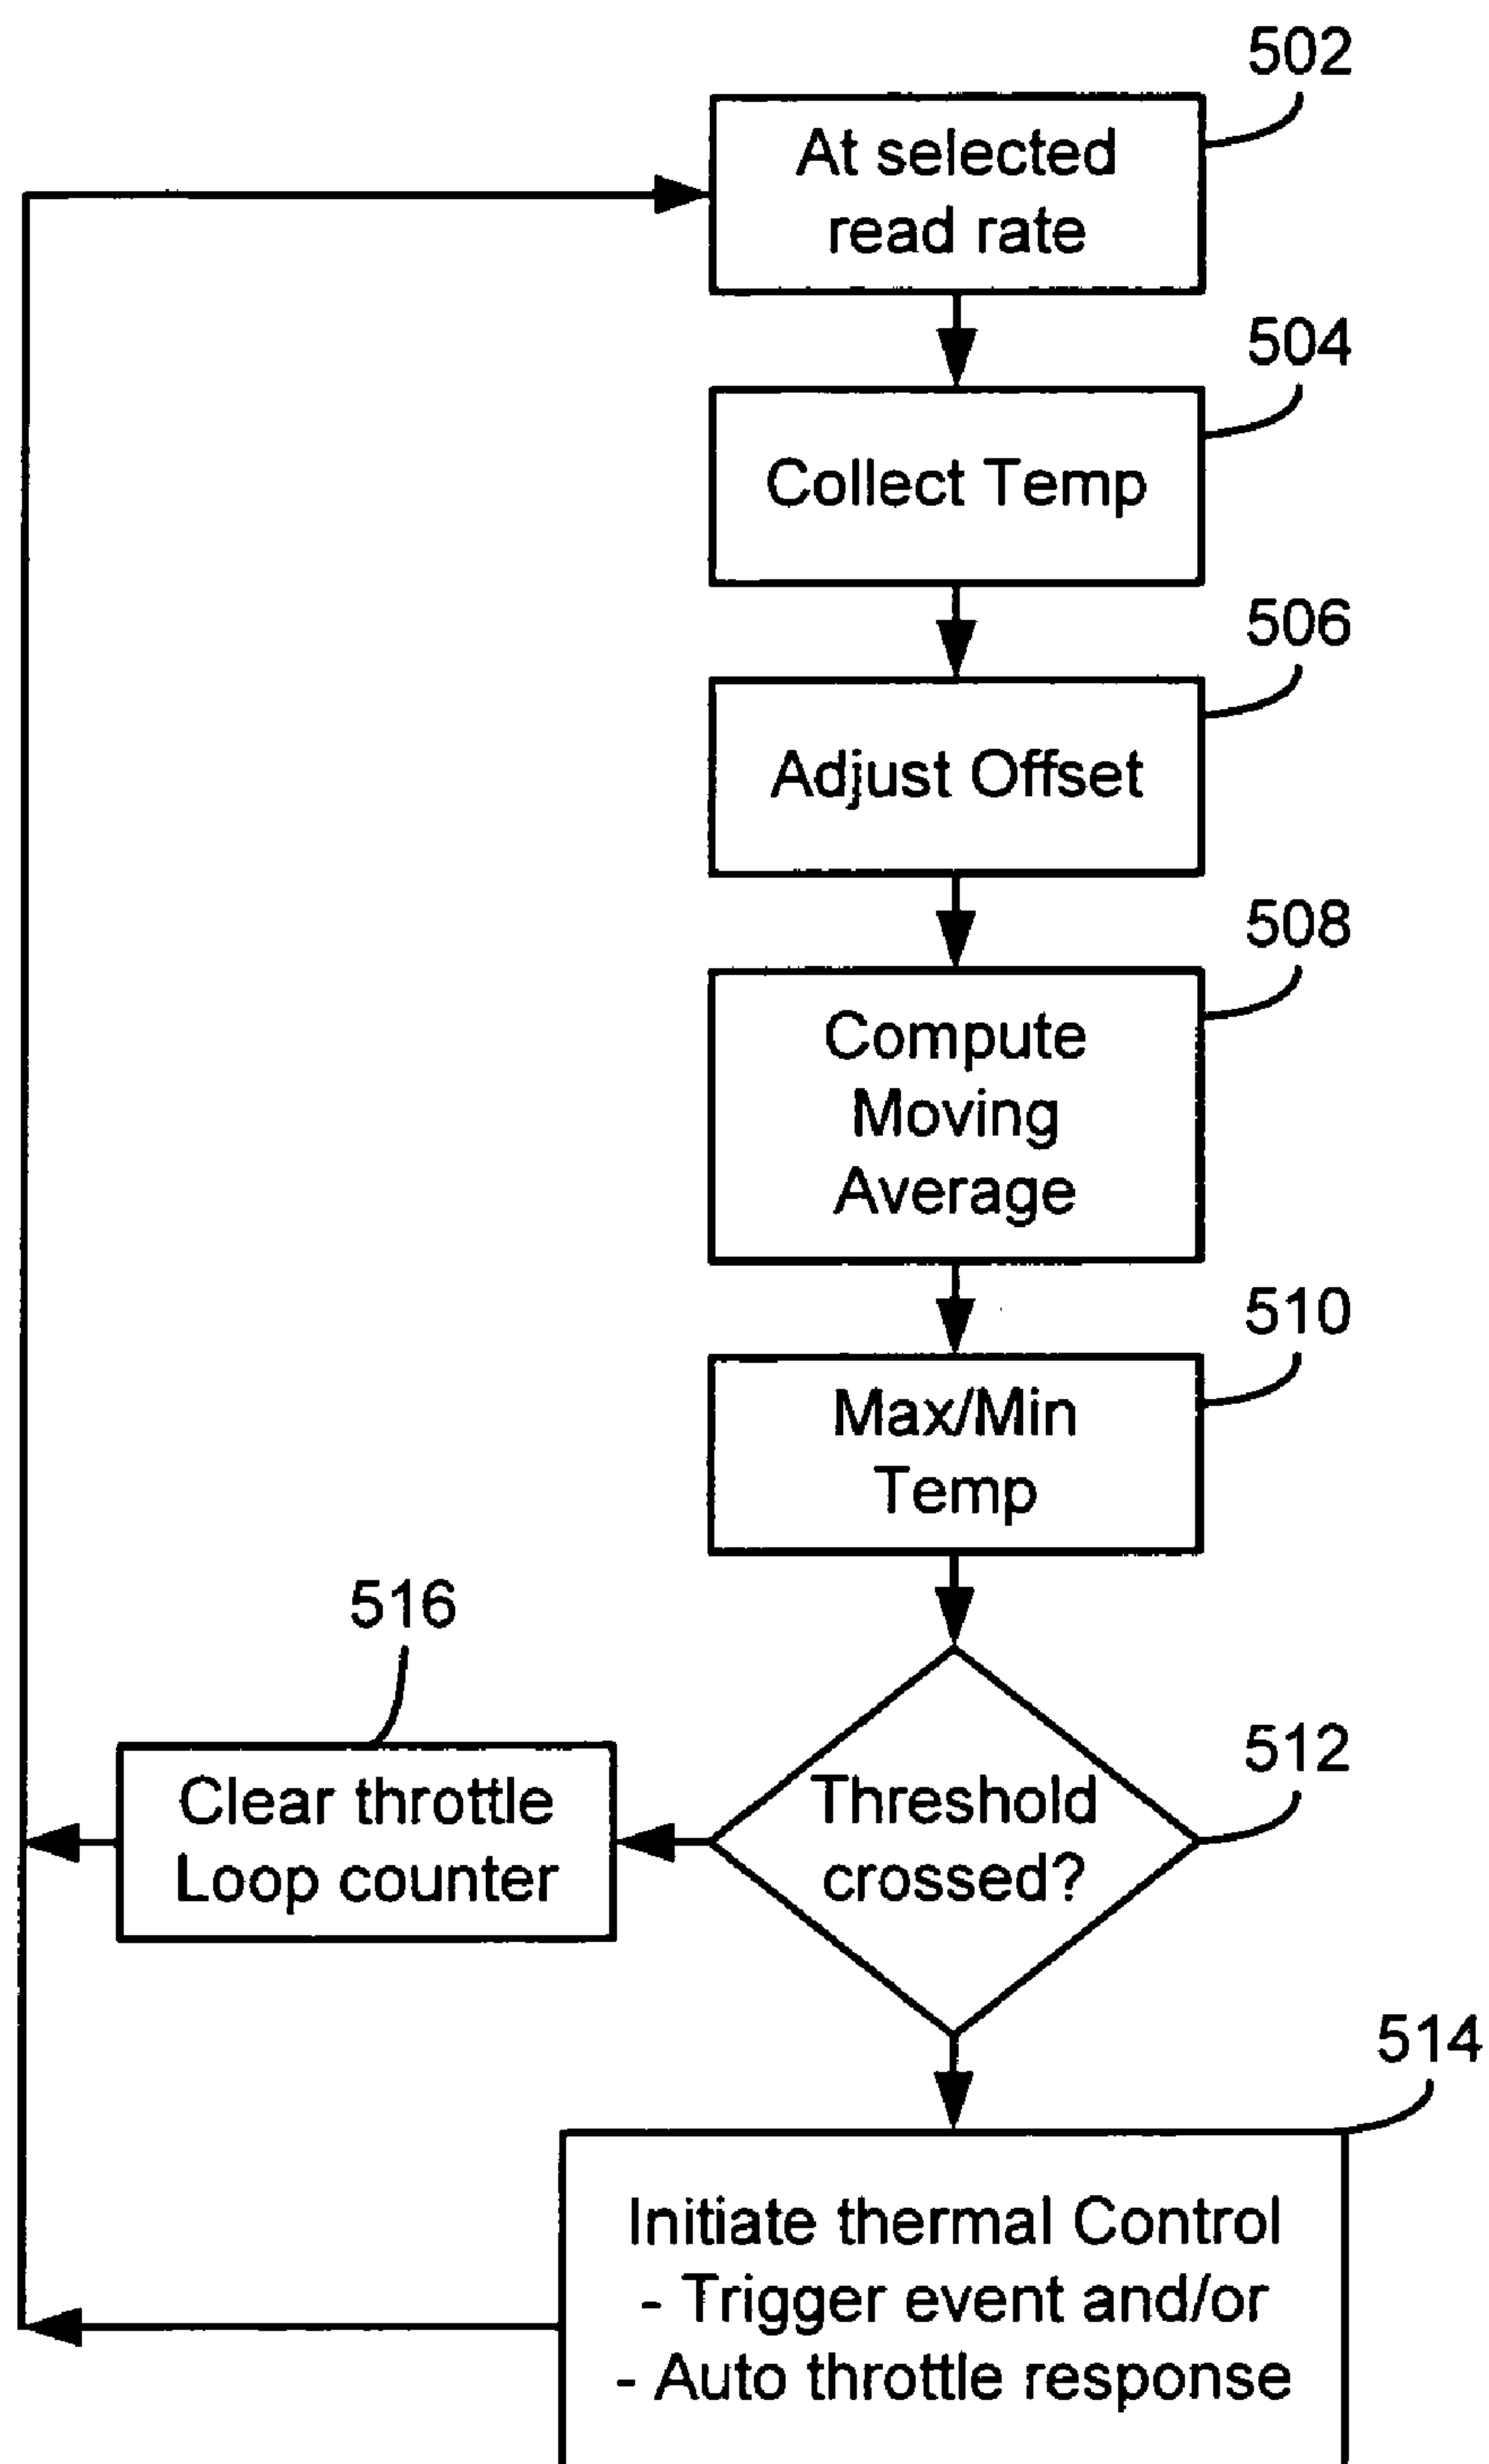 502
At selected
read rate
504
Collect Temp
506
Adjust Offset
508
Compute
Moving
Average
510
Max/Min
Temp
516
512
Clear throttle
Loop counter
Threshold
crossed?
514
Initiate thermal Control
- Trigger event and/or
- Auto throttle response